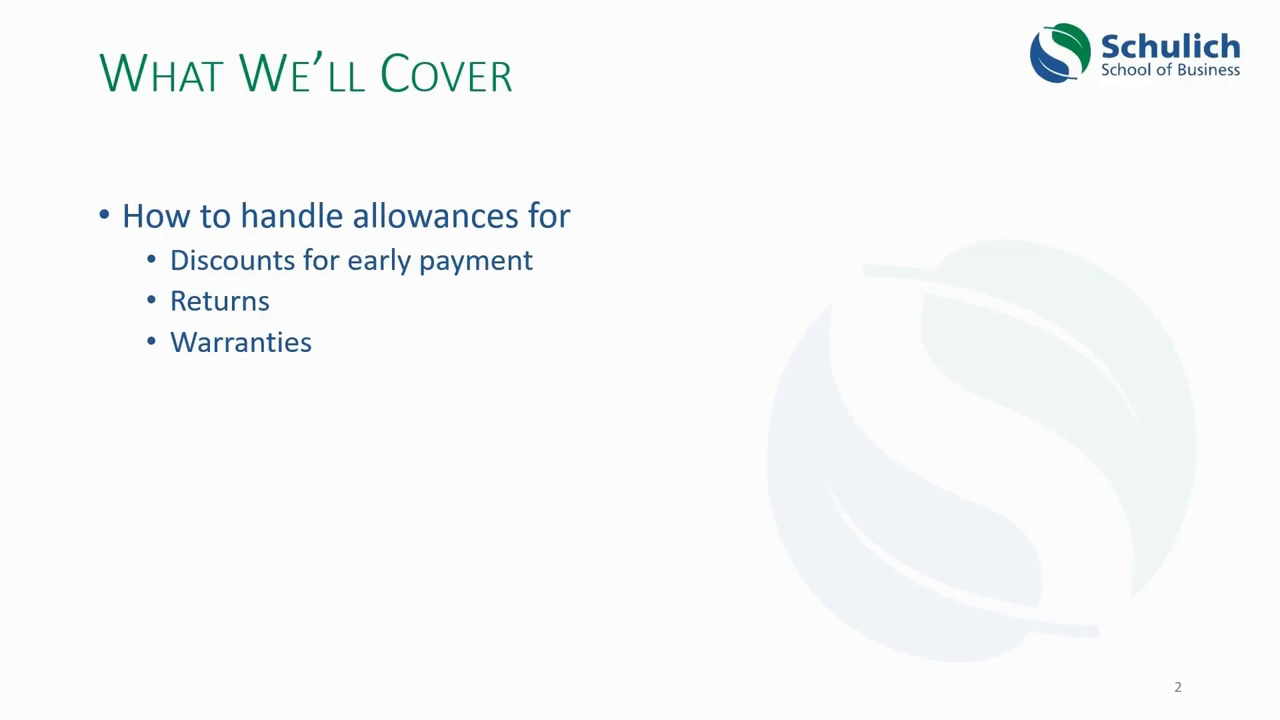 WHAT WE'LL COVER
Schulich
School of Business
• How to handle allowances for
• Discounts for early payment
• Returns
• Warranties
2